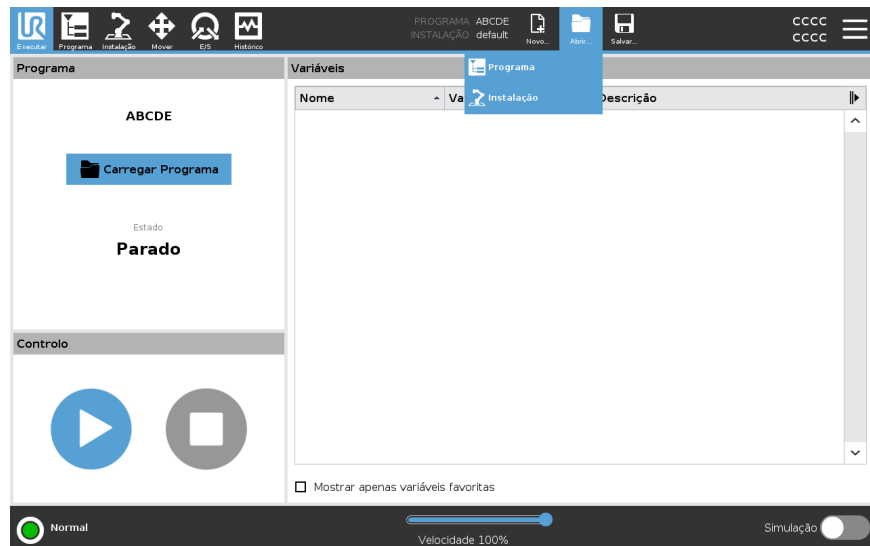 Executar
Programa
Instalação
Mover
E/S
Histórico
PROGRAMA ABCDE
INSTALAÇÃO default
Novo...
Abrir...
Salvar...
CCCC
CCCC
Programa
Instalação
Programa
ABCDE
Carregar Programa
Estado
Parado
Controlo
Variáveis
Nome
Va
Descrição
Mostrar apenas variáveis favoritas
Normal
Velocidade 100%
Simulação